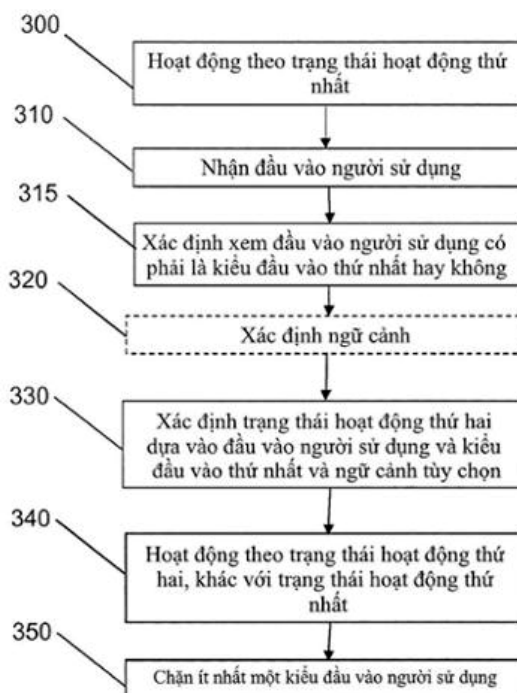 300
Hoạt động theo trạng thái hoạt động thứ
nhất
310
Nhận đầu vào người sử dụng
315
Xác định xem đầu vào người sử dụng có
phải là kiểu đầu vào thứ nhất hay không
320
Xác định ngữ cảnh
330
Xác định trạng thái hoạt động thứ hai
dựa vào đầu vào người sử dụng và kiểu
đầu vào thứ nhất và ngữ cảnh tùy chọn
340
Hoạt động theo trạng thái hoạt động thứ
hai, khác với trạng thái hoạt động thứ
nhất
350
Chặn ít nhất một kiểu đầu vào người sử dụng